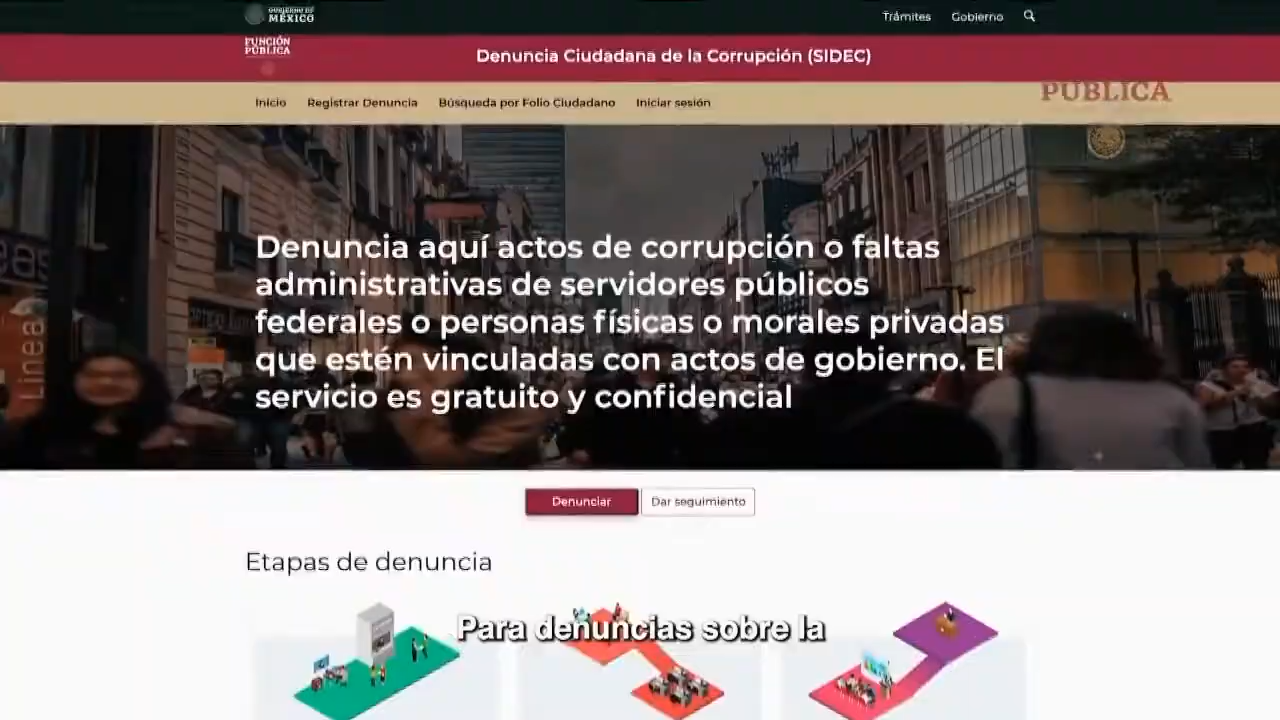 GOBIERNO DE
MÉXICO
Trámites Gobierno
FUNCIÓN
PÚBLICA
Denuncia Ciudadana de la Corrupción (SIDEC)
PÚBLICA
Inicio Registrar Denuncia Búsqueda por Folio Ciudadano Iniciar sesión
Denuncia aquí actos de corrupción o faltas
administrativas de servidores públicos
federales o personas físicas o morales privadas
que estén vinculadas con actos de gobierno. El
servicio es gratuito y confidencial
Linea
Denunciar Dar seguimiento
Etapas de denuncia
Para denuncias sobre la